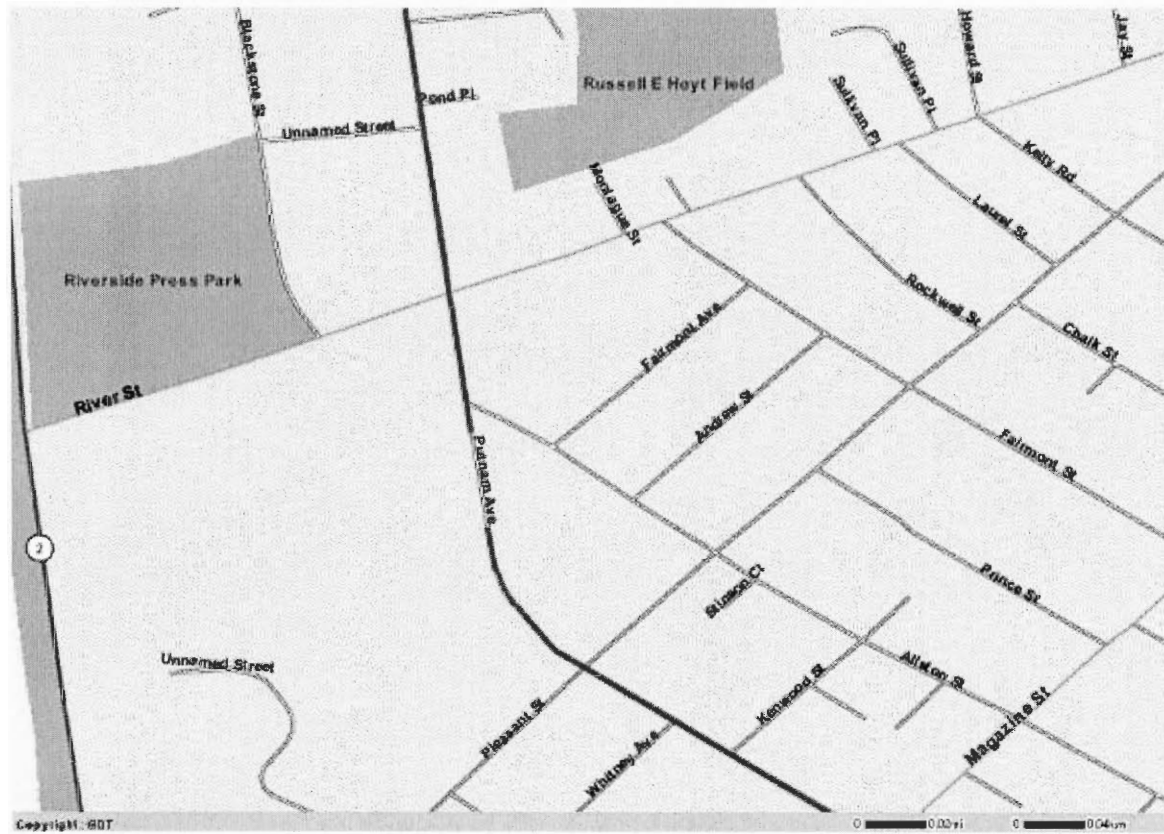 Blackstone St
Pond Pl
Unnamed Street
Russell E Hoyt Field
Sullivan Pl
Sullivan Pl
Howard St
Jay St
Kelly Rd
Laurel St
Montague St
Riverside Press Park
Rockwell St
Fairmont Ave
Chalk St
River St
Andrew St
Putnam Ave
Fairmont St
2
Stinson Ct
Prince St
Unnamed Street
Allston St
Kenwood St
Pleasant St
Whitney Ave
Magazine St
Copyright, GDT
0 0.02mi 0 0.04km